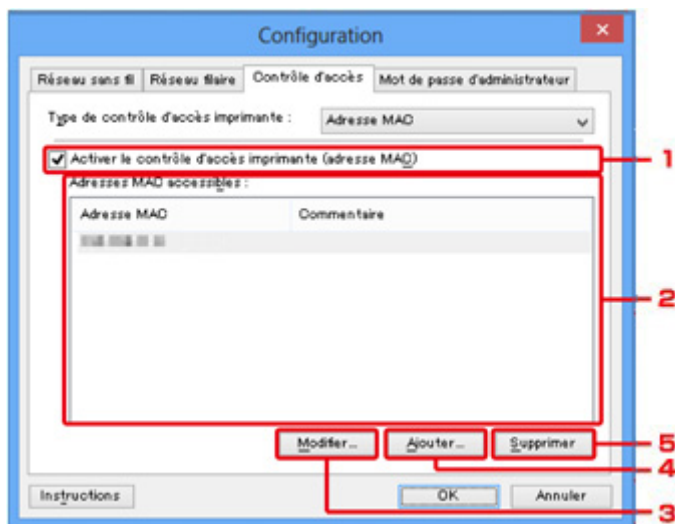 Configuration
Réseau sans fil Réseau filaire Contrôle d'accès Mot de passe d'administrateur
Type de contrôle d'accès imprimante : Adresse MAC
Activer le contrôle d'accès imprimante (adresse MAC) 1
Adresses MAC accessibles :
Adresse MAC Commentaire
2
Modifier... Ajouter... Supprimer 5
4
Instructions OK Annuler
3